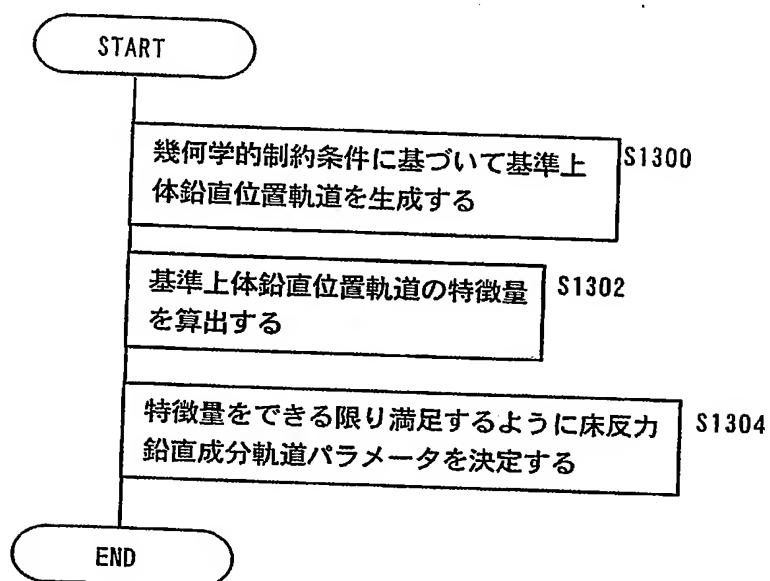 START
幾何学的制約条件に基づいて基準上
体鉛直位置軌道を生成する
S1300
基準上体鉛直位置軌道の特徴量
を算出する
S1302
特徴量をできる限り満足するように床反力
鉛直成分軌道パラメータを決定する
S1304
END